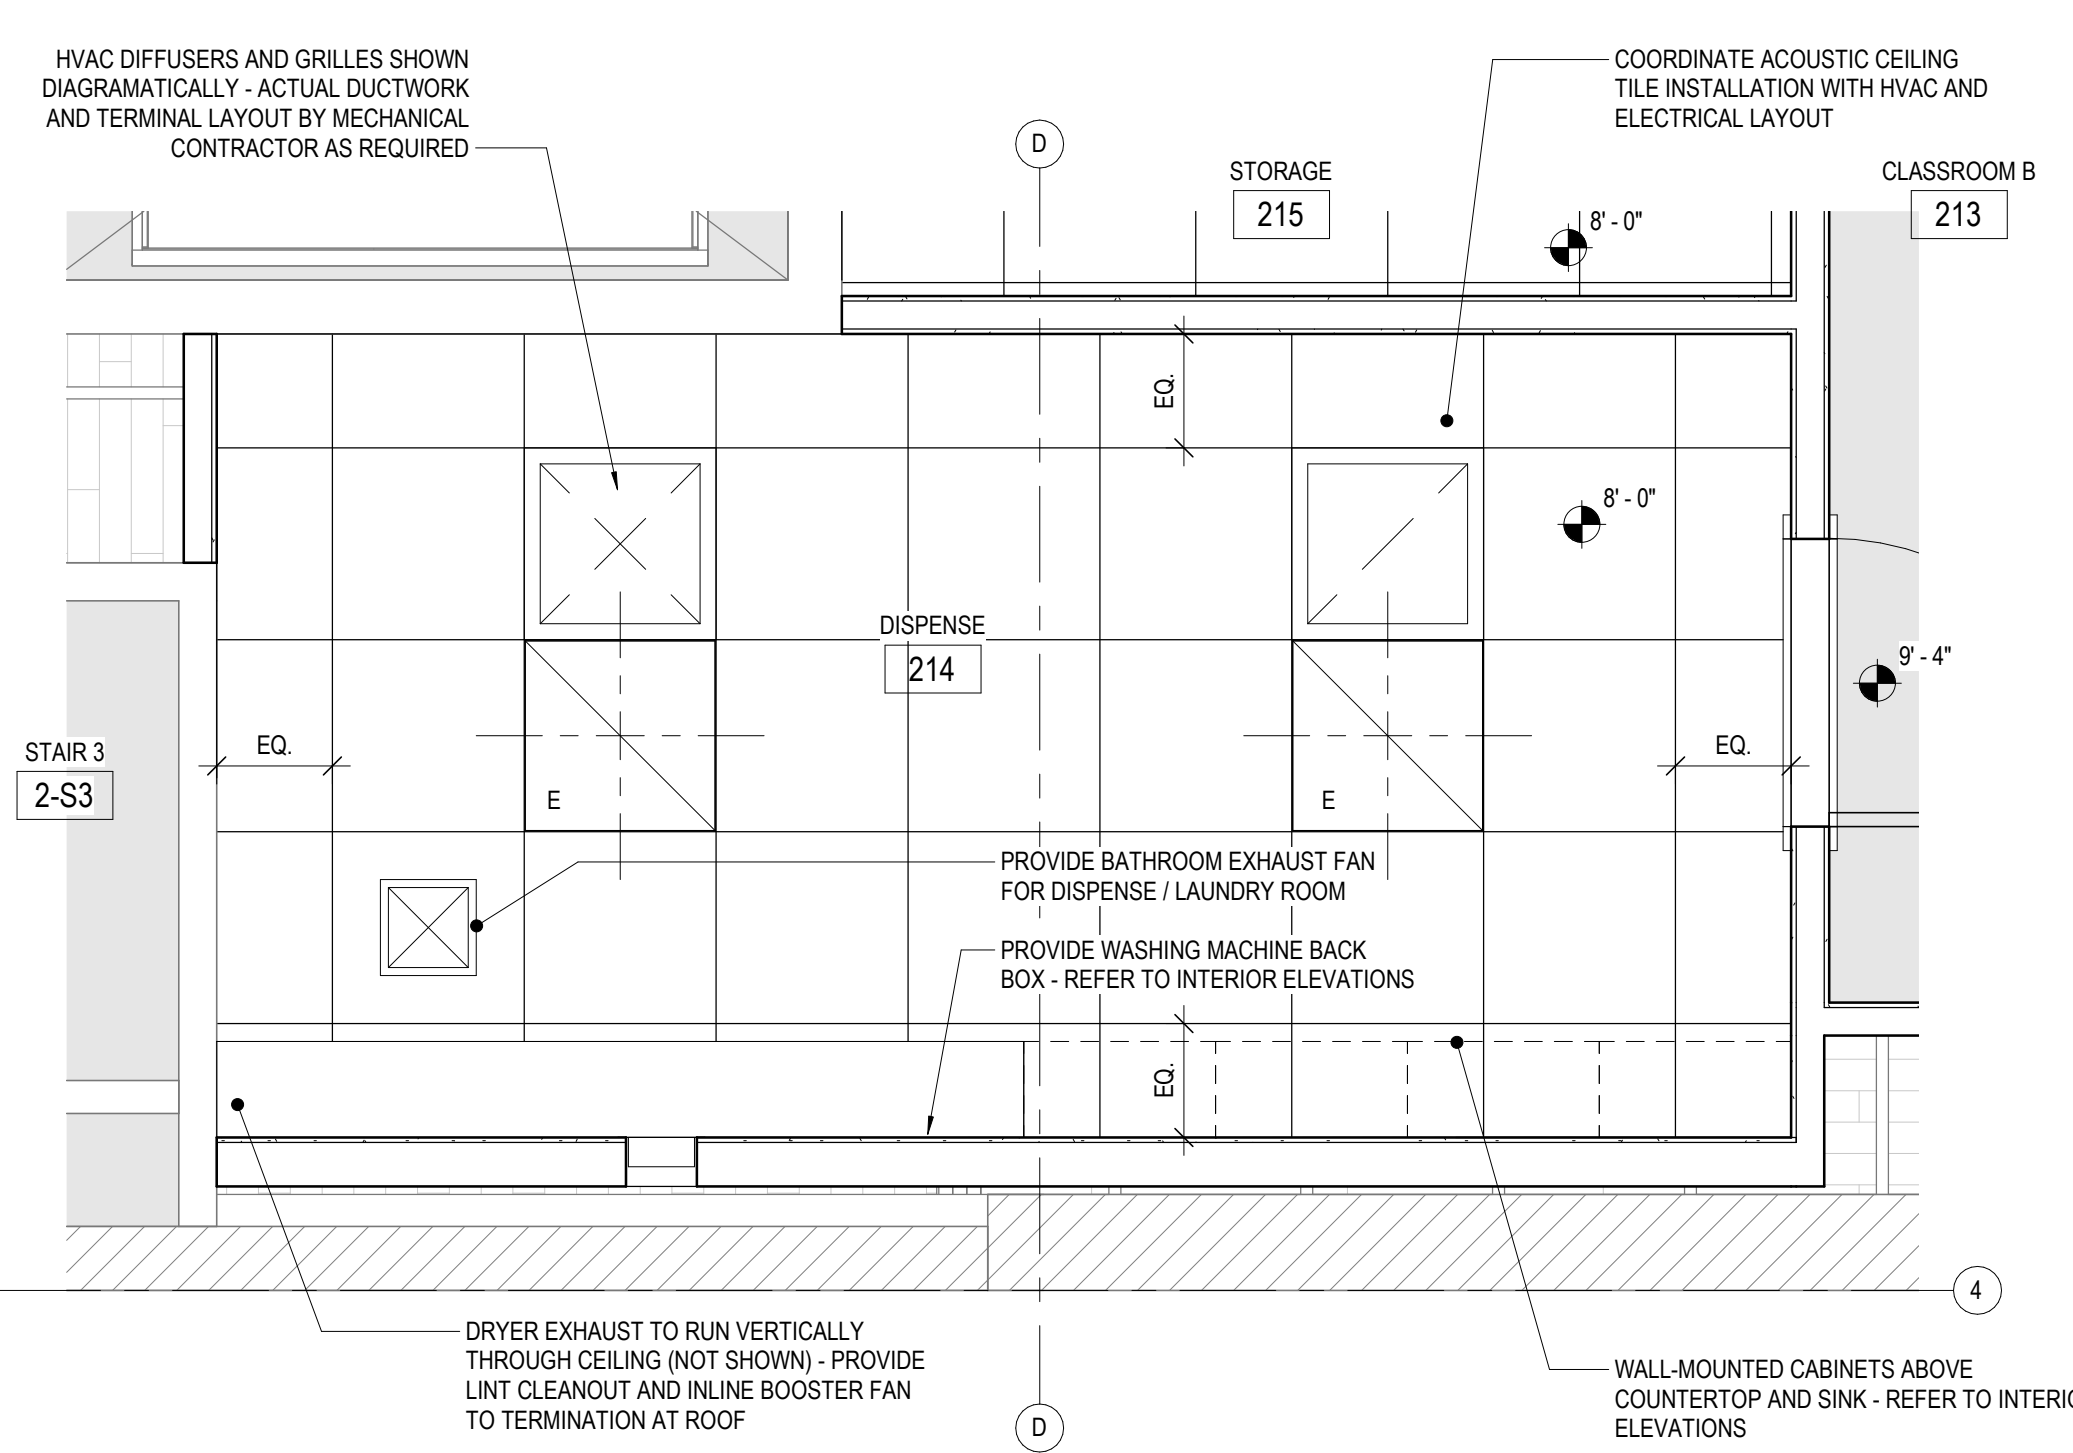 HVAC DIFFUSERS AND GRILLES SHOWN
DIAGRAMATICALLY - ACTUAL DUCTWORK
AND TERMINAL LAYOUT BY MECHANICAL
CONTRACTOR AS REQUIRED
COORDINATE ACOUSTIC CEILING
TILE INSTALLATION WITH HVAC AND
ELECTRICAL LAYOUT
D
STORAGE
215
CLASSROOM B
213
8' - 0"
EQ.
8' - 0"
DISPENSE
214
9' - 4"
STAIR 3
2-S3
EQ.
EQ.
E
E
PROVIDE BATHROOM EXHAUST FAN
FOR DISPENSE / LAUNDRY ROOM
PROVIDE WASHING MACHINE BACK
BOX - REFER TO INTERIOR ELEVATIONS
EQ.
4
DRYER EXHAUST TO RUN VERTICALLY
THROUGH CEILING (NOT SHOWN) - PROVIDE
LINT CLEANOUT AND INLINE BOOSTER FAN
TO TERMINATION AT ROOF
WALL-MOUNTED CABINETS ABOVE
COUNTERTOP AND SINK - REFER TO
ELEVATIONS
D